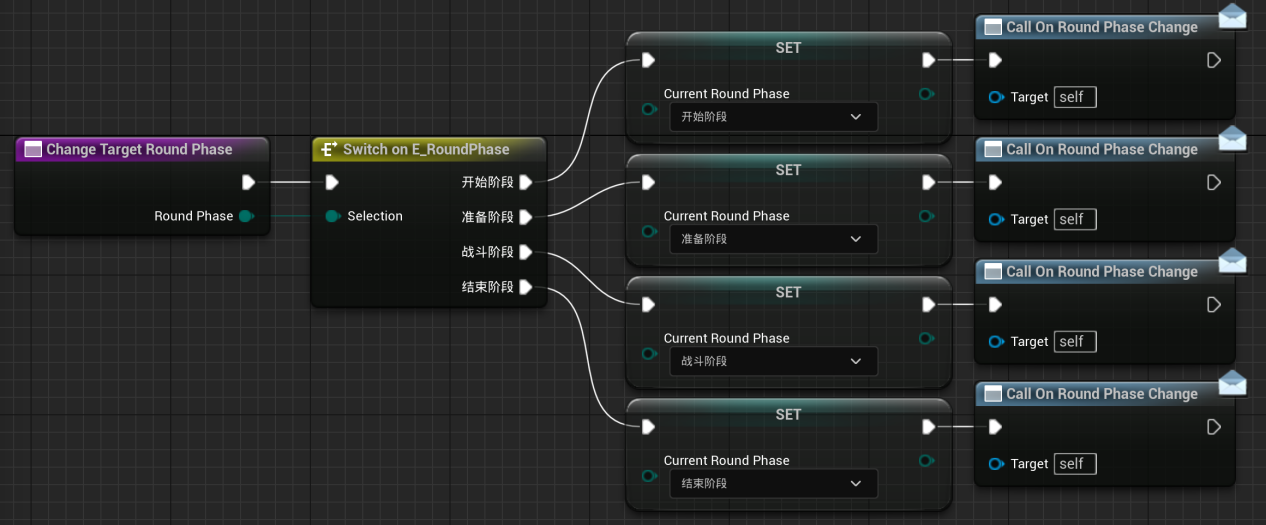 Change Target Round Phase
Round Phase
Switch on E_RoundPhase
Selection
开始阶段
准备阶段
战斗阶段
结束阶段
SET
Current Round Phase
开始阶段
Call On Round Phase Change
Target self
SET
Current Round Phase
准备阶段
Call On Round Phase Change
Target self
SET
Current Round Phase
战斗阶段
Call On Round Phase Change
Target self
SET
Current Round Phase
结束阶段
Call On Round Phase Change
Target self